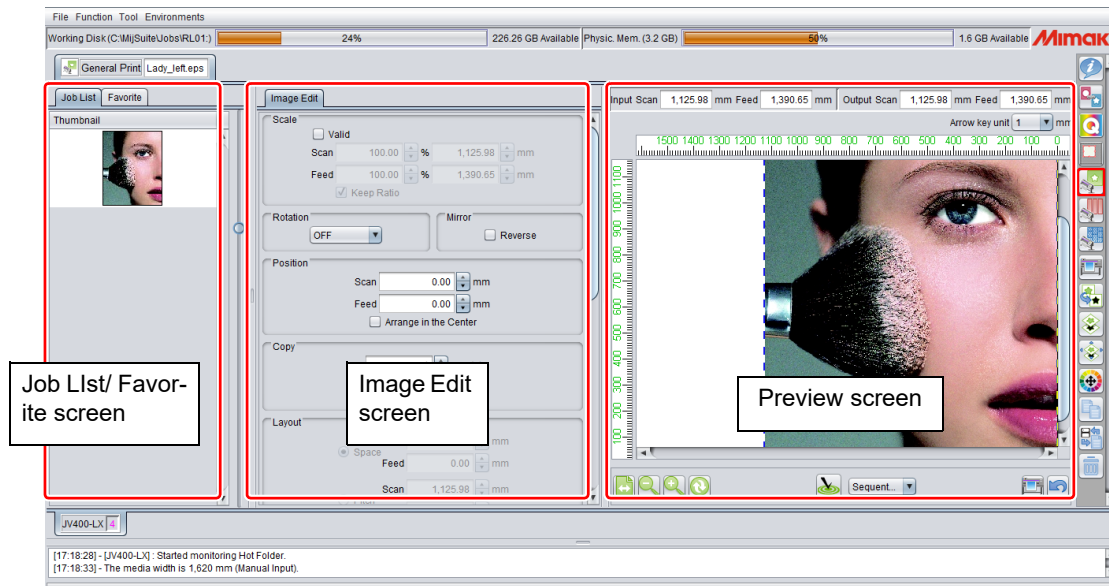 File Function Tool Environments
Working Disk(C:\MijSuite\Jobs\RL01:) 24% 226.26 GB Available Physic. Mem. (3.2 GB) 50% 1.6 GB Available Mimak
General Print Lady_left.eps
Job List Favorite
Thumbnail
Job LIst/ Favor-
ite screen
Image Edit
Scale
Valid
Scan 100.00 % 1,125.98 mm
Feed 100.00 % 1,390.65 mm
Keep Ratio
Rotation Mirror
OFF Reverse
Position
Scan 0.00 mm
Feed 0.00 mm
Arrange in the Center
Copy
Image Edit
screen
Layout
mm
Space
Feed 0.00 mm
Scan 1,125.98 mm
Input Scan 1,125.98 mm Feed 1,390.65 mm Output Scan 1,125.98 mm Feed 1,390.65 mm
Arrow key unit 1 mm
1500 1400 1300 1200 1100 1000 900 800 700 600 500 400 300 200 100 0
1100
1000
900
800
700
600
500
400
300
200
100
Preview screen
Sequent...
JV400-LX 4
[17:18:28] - [JV400-LX] : Started monitoring Hot Folder.
[17:18:33] - The media width is 1,620 mm (Manual Input).